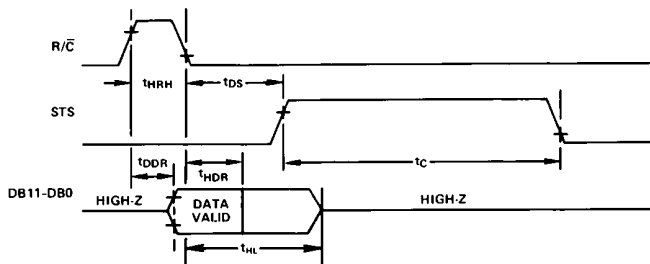 R/C̅
tHRH
tDS
STS
tDDR
tHDR
tC
DB11-DB0
HIGH-Z
DATA
VALID
HIGH-Z
tHL